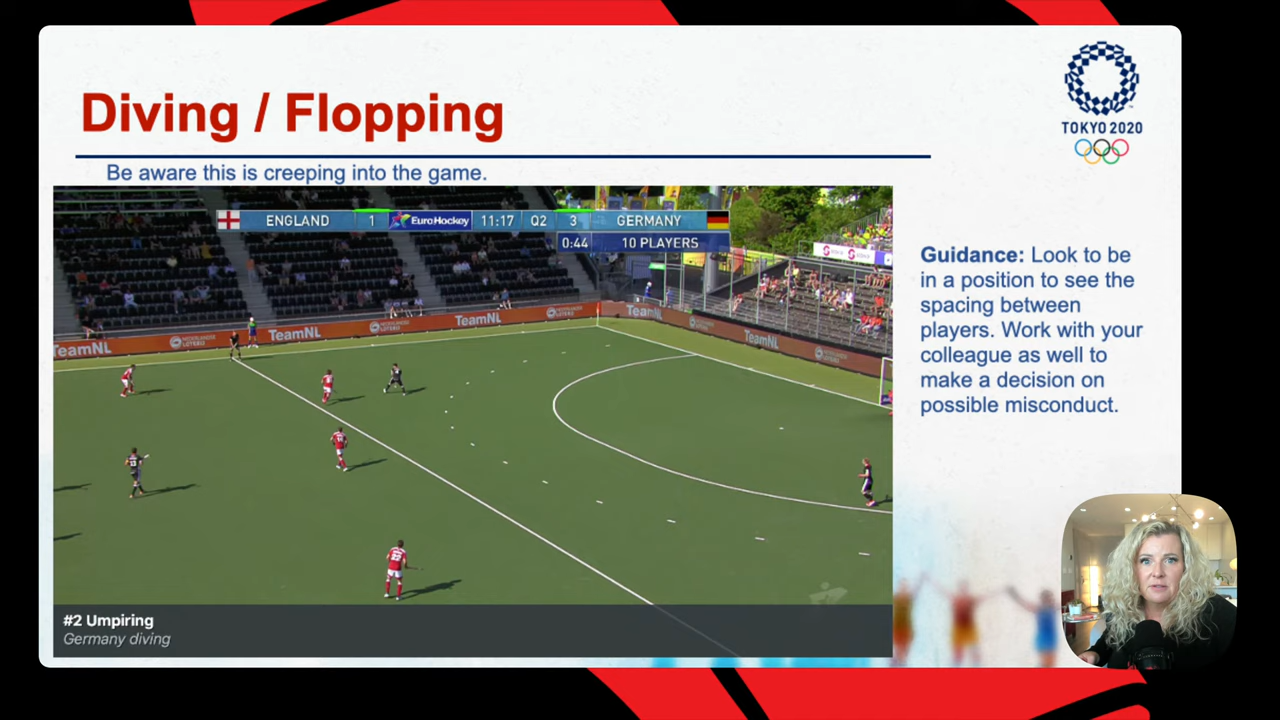 Diving / Flopping
TOKYO 2020
Be aware this is creeping into the game.
ENGLAND 1 EuroHockey 11:17 Q2 3 GERMANY
0:44 10 PLAYERS
TeamNL
TeamNL
TeamNL
TeamNL
TeamNL
Guidance: Look to be
in a position to see the
spacing between
players. Work with your
colleague as well to
make a decision on
possible misconduct.
#2 Umpiring
Germany diving